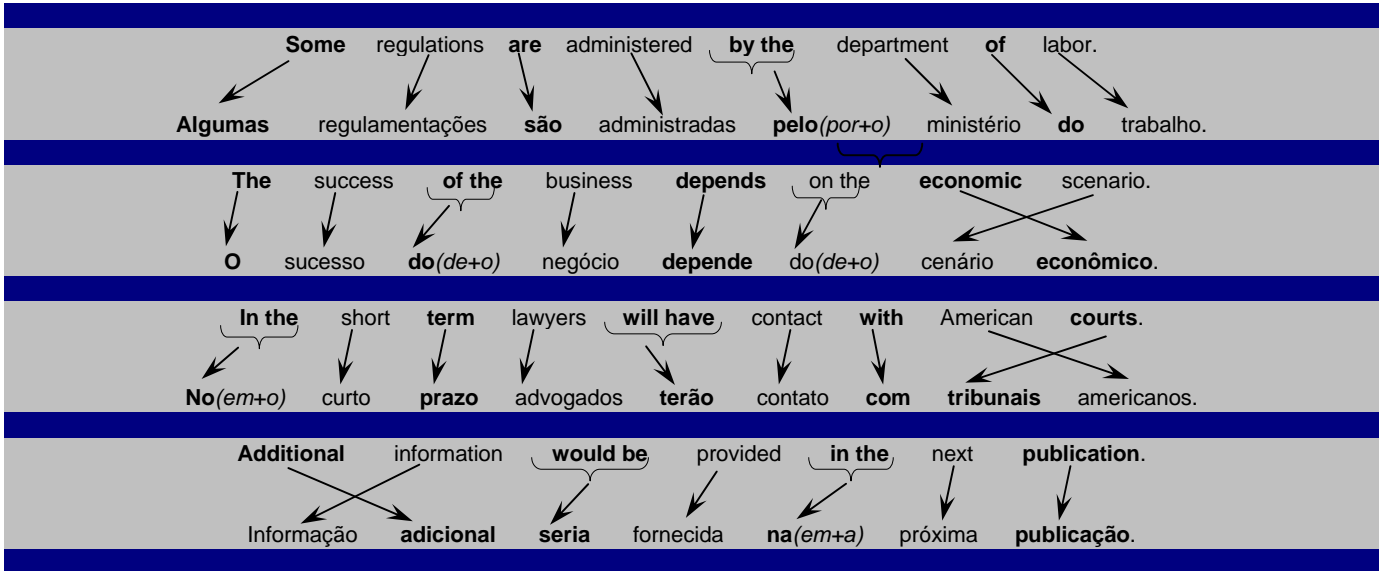 Some regulations are administered by the department of labor.
Algumas regulamentações são administradas pelo(por+o) ministério do trabalho.
The success of the business depends on the economic scenario.
O sucesso do(de+o) negócio depende do(de+o) cenário econômico.
In the short term lawyers will have contact with American courts.
No(em+o) curto prazo advogados terão contato com tribunais americanos.
Additional information would be provided in the next publication.
Informação adicional seria fornecida na(em+a) próxima publicação.